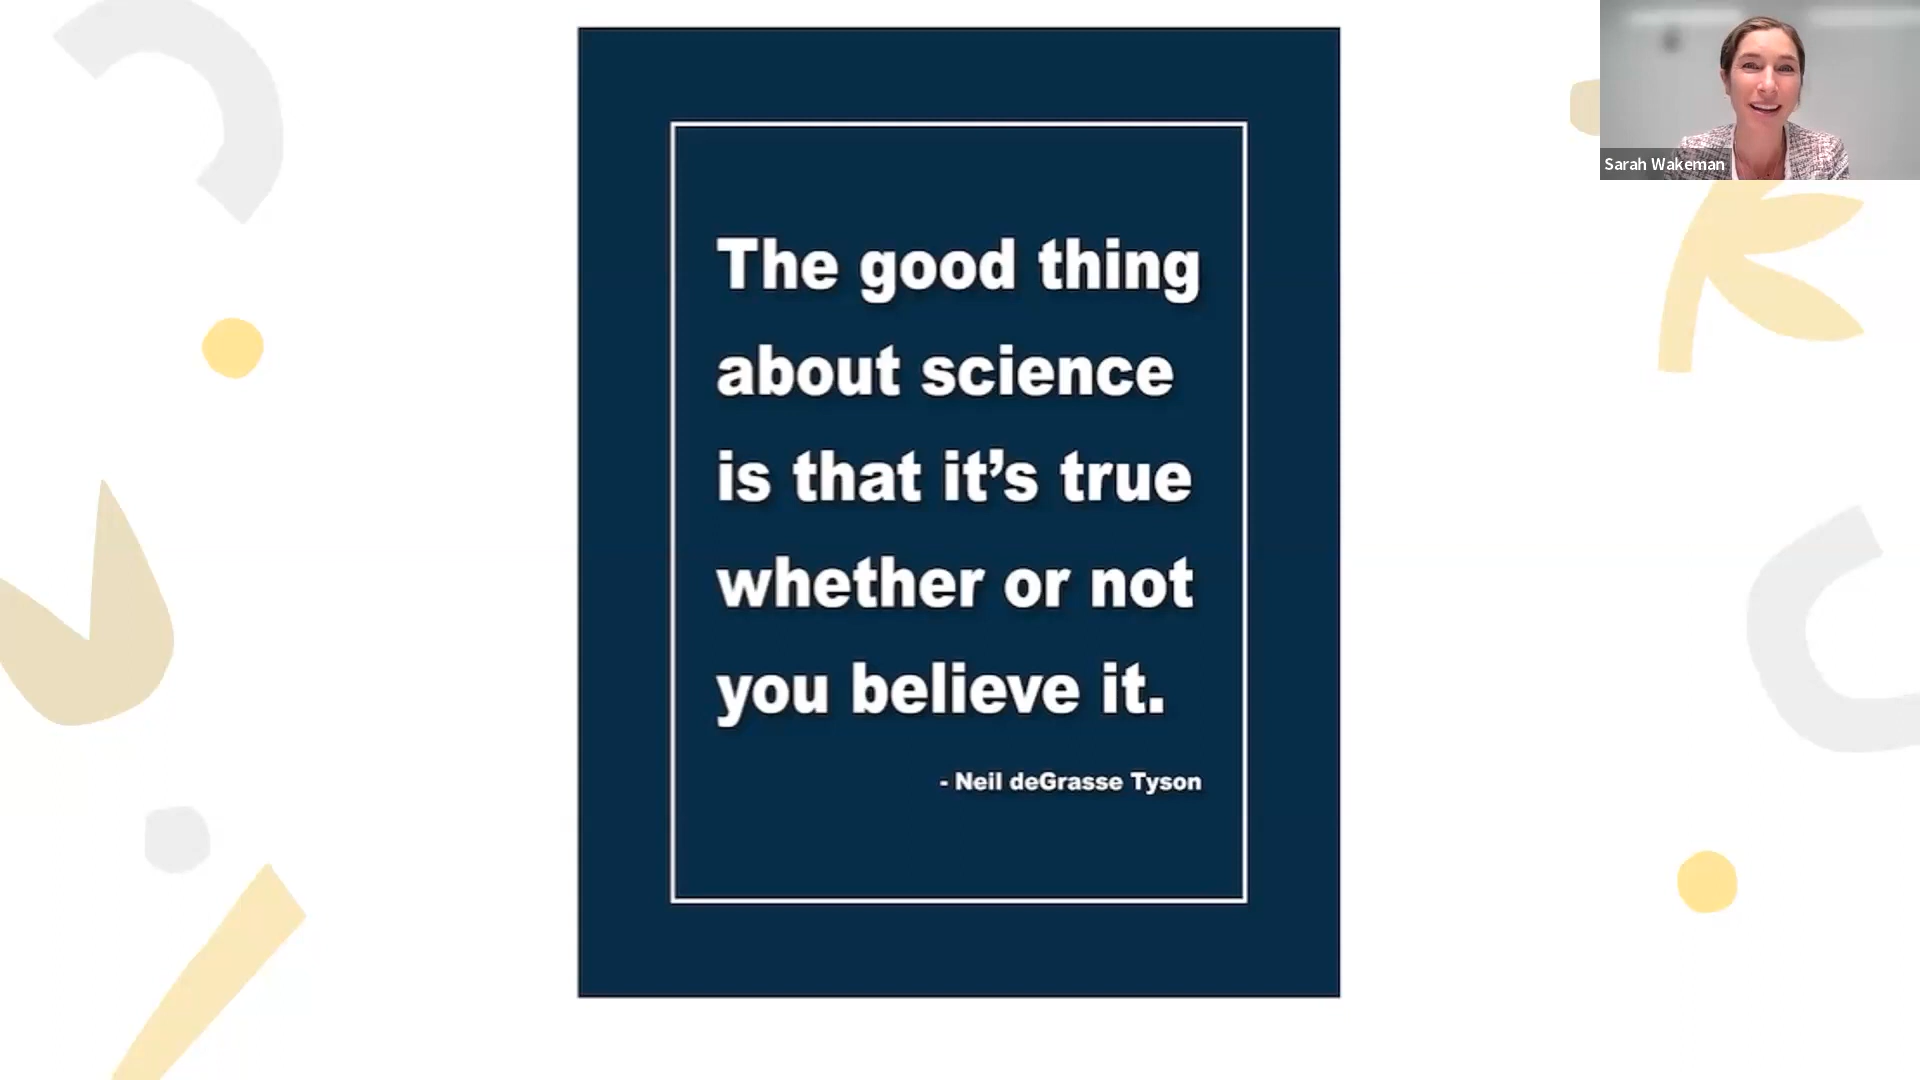 The good thing
about science
is that it’s true
whether or not
you believe it.
- Neil deGrasse Tyson
Sarah Wakeman